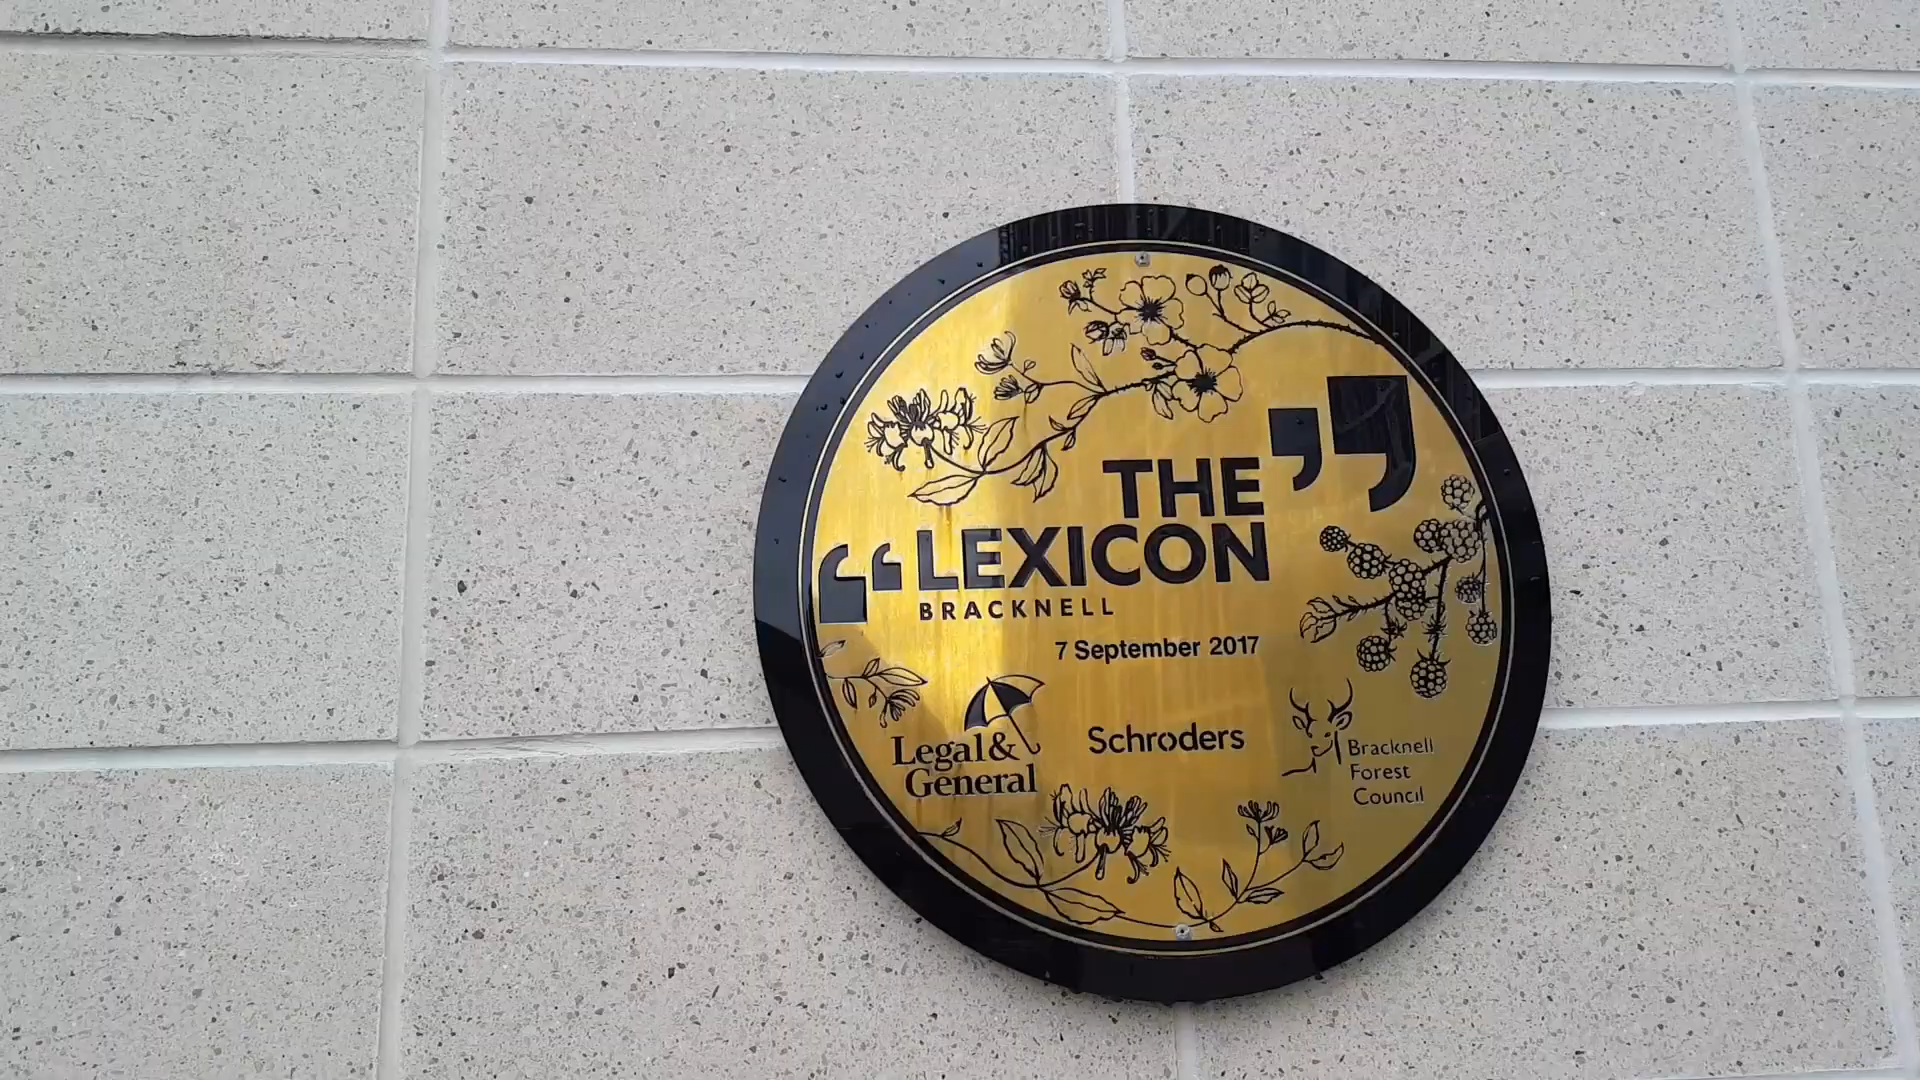 THE ”
“ LEXICON
BRACKNELL
7 September 2017
Legal &
General
Schroders
Bracknell
Forest
Council